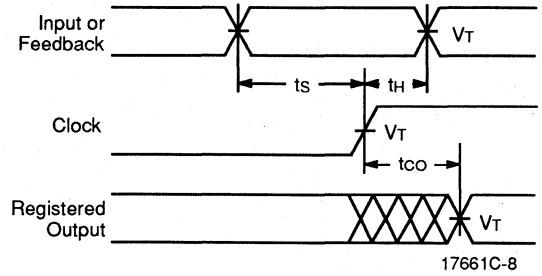 Input or
Feedback
VT
tS
tH
Clock
VT
tCO
Registered
Output
VT
17661C-8